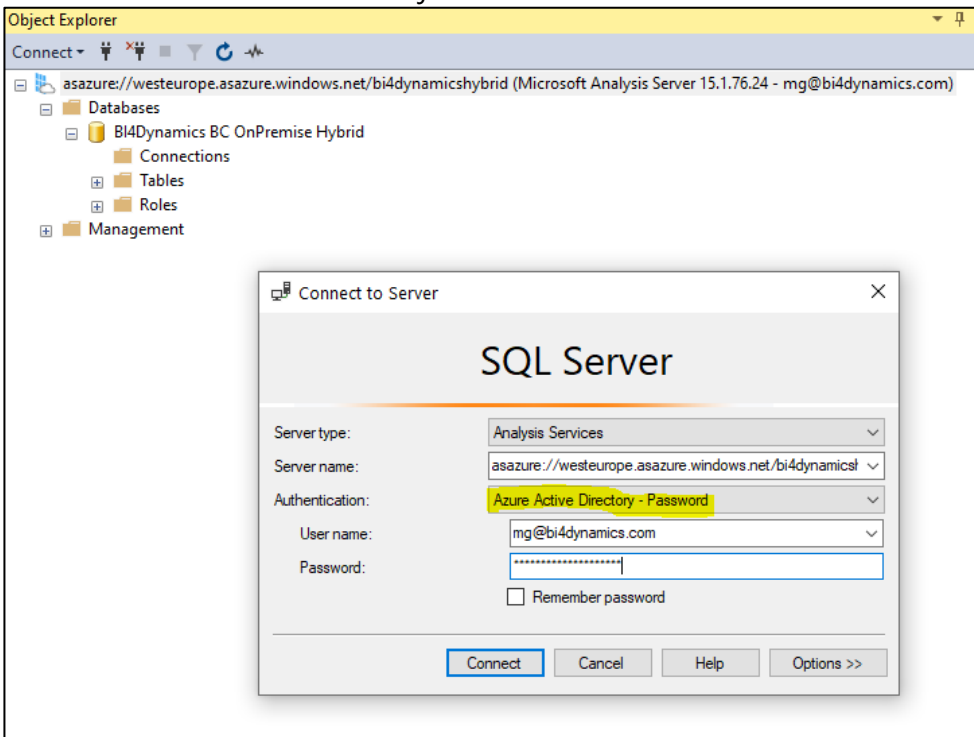 Object Explorer
Connect
asazure://westeurope.asazure.windows.net/bi4dynamicshybrid (Microsoft Analysis Server 15.1.76.24 - mg@bi4dynamics.com)
Databases
BI4Dynamics BC OnPremise Hybrid
Connections
Tables
Roles
Management
Connect to Server
SQL Server
Server type: Analysis Services
Server name: asazure://westeurope.asazure.windows.net/bi4dynamicsh
Authentication: Azure Active Directory - Password
User name: mg@bi4dynamics.com
Password: ********************
Remember password
Connect Cancel Help Options >>